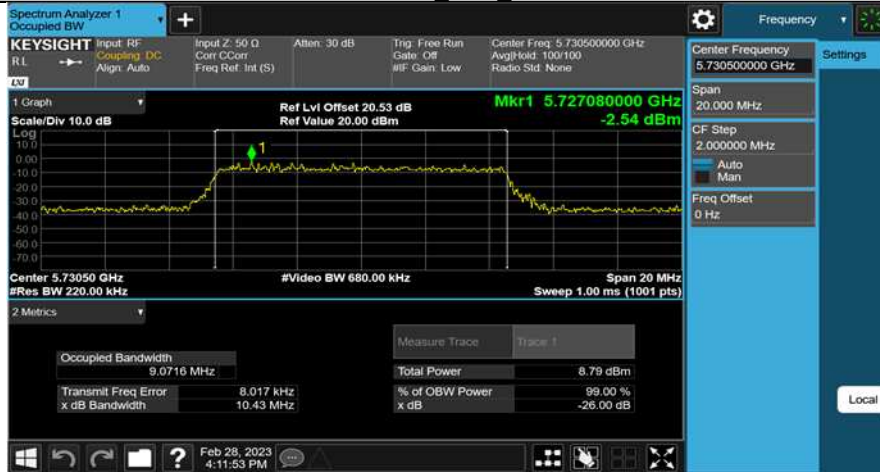 Spectrum Analyzer 1
Occupied BW
Frequency
KEYSIGHT
RL
LXI
Input: RF
Coupling: DC
Align: Auto
Input Z: 50 Ω
Corr CCorr
Freq Ref: Int (S)
Atten: 30 dB
Trig: Free Run
Gate: Off
#IF Gain: Low
Center Freq: 5.730500000 GHz
Avg|Hold: 100/100
Radio Std: None
Center Frequency
5.730500000 GHz
Settings
Span
20.000 MHz
CF Step
2.000000 MHz
Auto
Man
Freq Offset
0 Hz
Local
1 Graph
Scale/Div 10.0 dB
Ref Lvl Offset 20.53 dB
Ref Value 20.00 dBm
Mkr1 5.727080000 GHz
-2.54 dBm
Log
10.0
0.00
-10.0
-20.0
-30.0
-40.0
-50.0
-60.0
-70.0
1
Center 5.73050 GHz
#Res BW 220.00 kHz
#Video BW 680.00 kHz
Span 20 MHz
Sweep 1.00 ms (1001 pts)
2 Metrics
Measure Trace Trace 1
Occupied Bandwidth
9.0716 MHz
Total Power 8.79 dBm
Transmit Freq Error 8.017 kHz
% of OBW Power 99.00 %
x dB Bandwidth 10.43 MHz
x dB -26.00 dB
Feb 28, 2023
4:11:53 PM